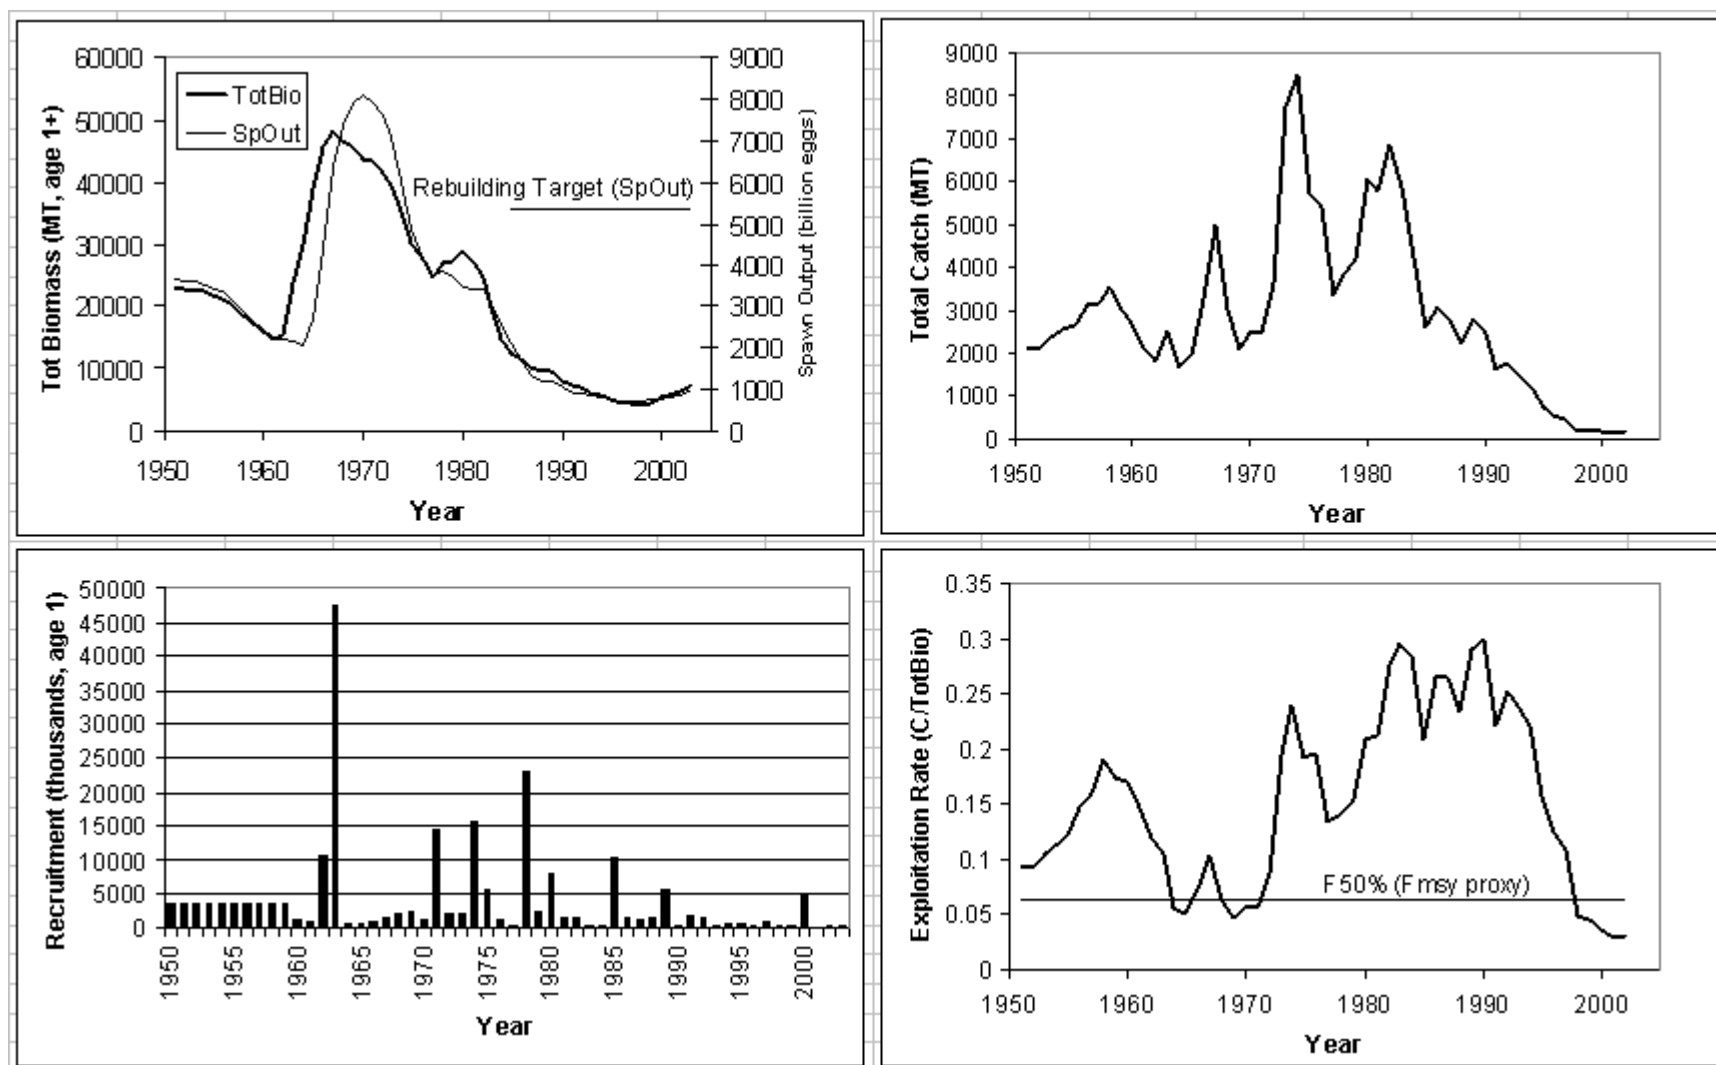 60000
50000
40000
30000
20000
10000
0
Tot Biomass (MT, age 1+)
TotBio
SpOut
Rebuilding Target (SpOut)
9000
8000
7000
6000
5000
4000
3000
2000
1000
0
Spawn Output (billion eggs)
1950 1960 1970 1980 1990 2000
Year
9000
8000
7000
6000
5000
4000
3000
2000
1000
0
Total Catch (MT)
1950 1960 1970 1980 1990 2000
Year
50000
45000
40000
35000
30000
25000
20000
15000
10000
5000
0
Recruitment (thousands, age 1)
1950 1955 1960 1965 1970 1975 1980 1985 1990 1995 2000
Year
0.35
0.3
0.25
0.2
0.15
0.1
0.05
0
Exploitation Rate (C/TotBio)
F50% (Fmsy proxy)
1950 1960 1970 1980 1990 2000
Year